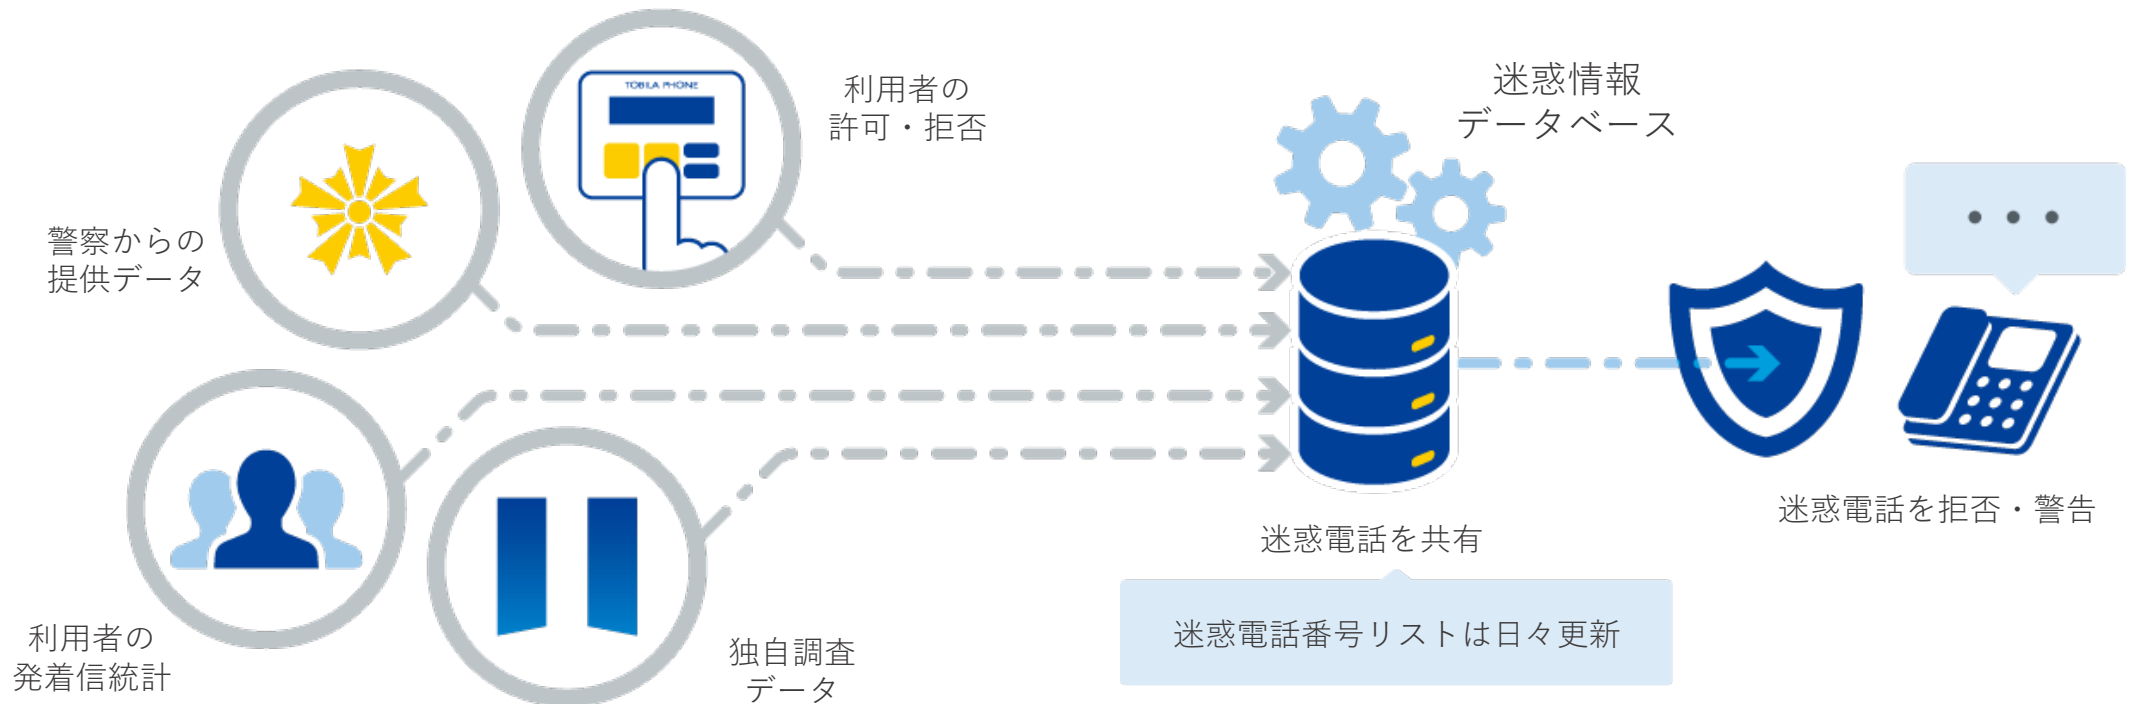 TOBILA PHONE
利用者の
許可・拒否
迷惑情報
データベース
警察からの
提供データ
迷惑電話を拒否・警告
迷惑電話を共有
迷惑電話番号リストは日々更新
利用者の
発着信統計
独自調査
データ